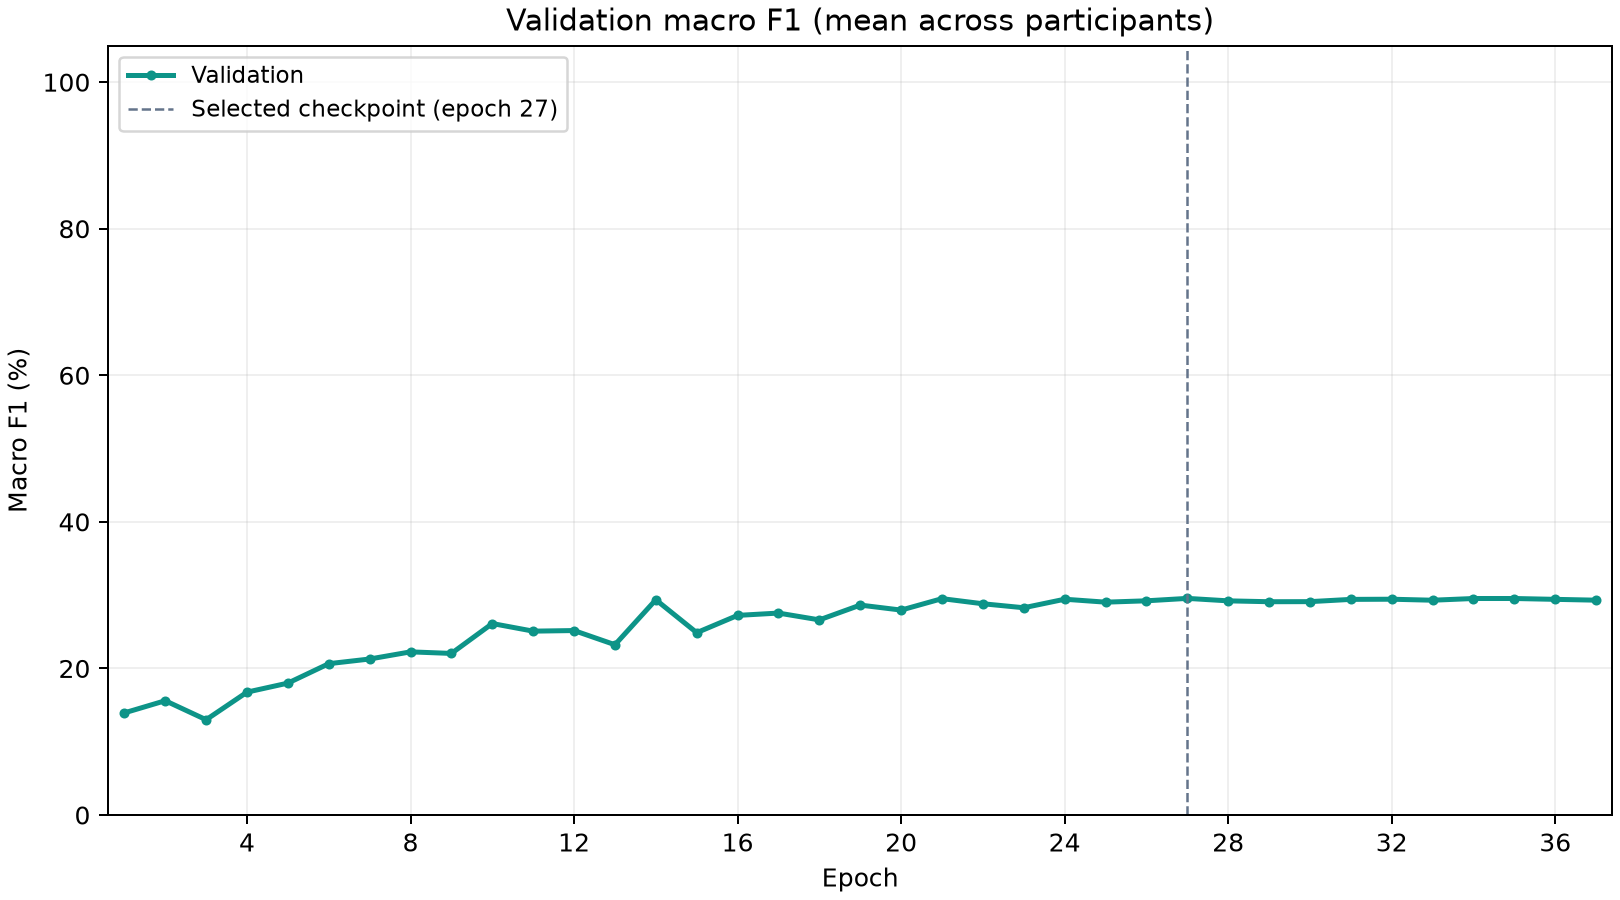 Validation macro F1 (mean across participants)
Validation
Selected checkpoint (epoch 27)
Macro F1 (%)
100
80
60
40
20
0
4 8 12 16 20 24 28 32 36
Epoch